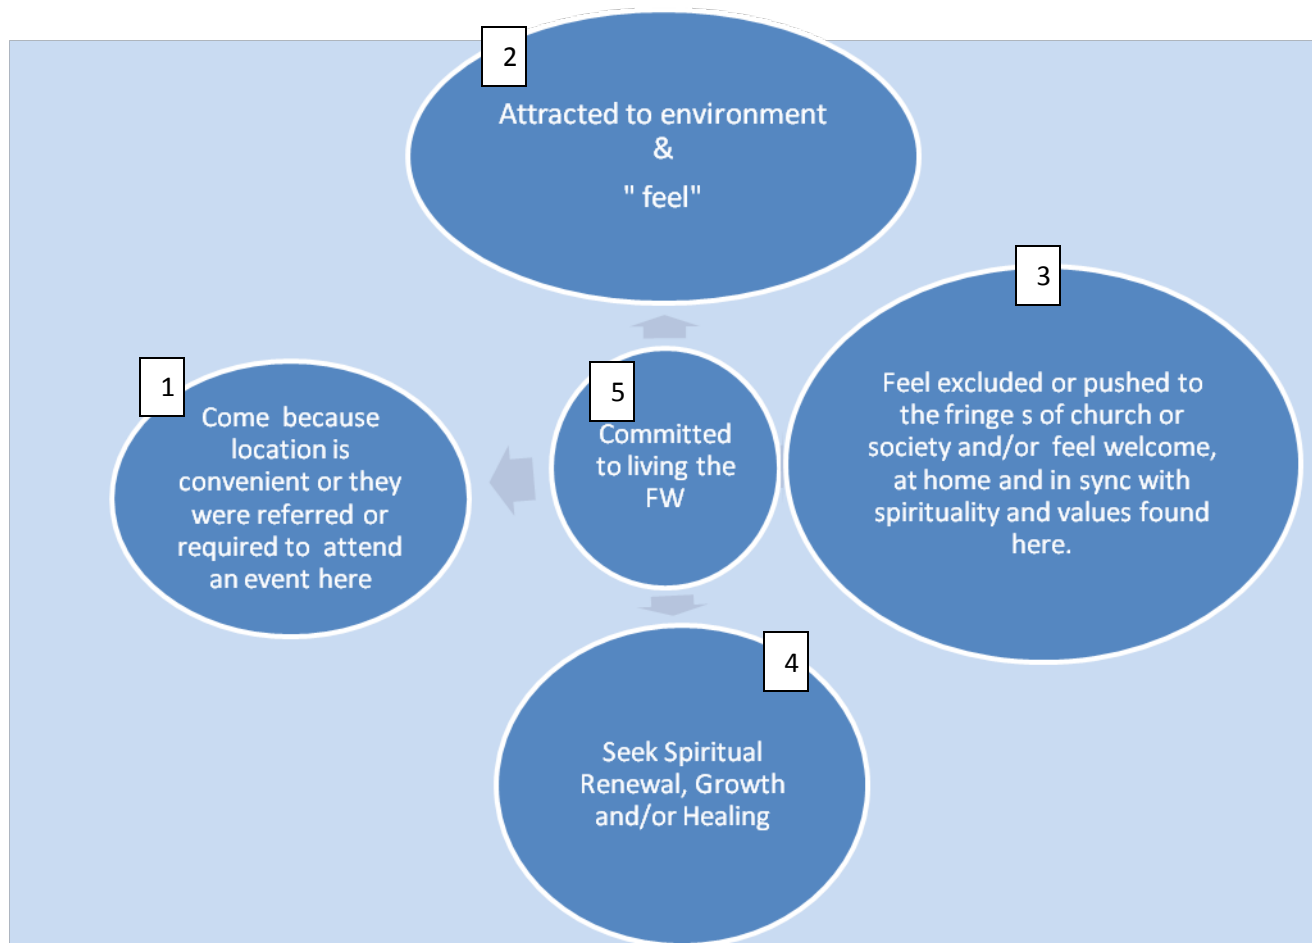 2
Attracted to environment
&
" feel"
3
Feel excluded or pushed to
the fringe s of church or
society and/or feel welcome,
at home and in sync with
spirituality and values found
here.
1
Come because
location is
convenient or they
were referred or
required to attend
an event here
5
Committed
to living the
FW
4
Seek Spiritual
Renewal, Growth
and/or Healing